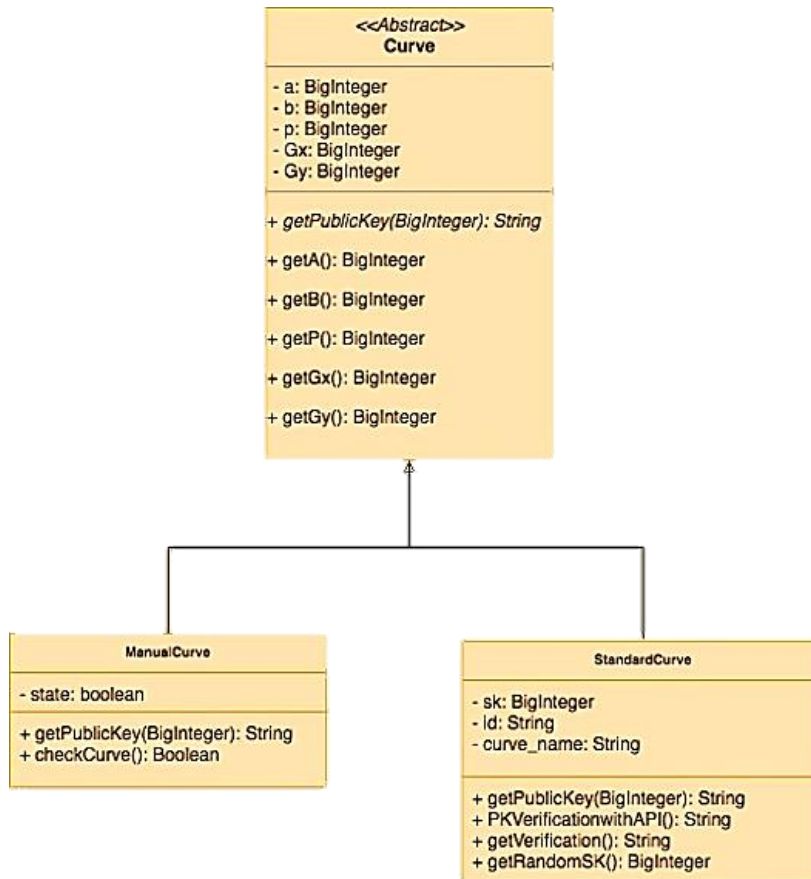 <<Abstract>>
Curve
- a: BigInteger
- b: BigInteger
- p: BigInteger
- Gx: BigInteger
- Gy: BigInteger
+ getPublicKey(BigInteger): String
+ getA(): BigInteger
+ getB(): BigInteger
+ getP(): BigInteger
+ getGx(): BigInteger
+ getGy(): BigInteger
ManualCurve
- state: boolean
+ getPublicKey(BigInteger): String
+ checkCurve(): Boolean
StandardCurve
- sk: BigInteger
- id: String
- curve_name: String
+ getPublicKey(BigInteger): String
+ PKVerificationwithAPI(): String
+ getVerification(): String
+ getRandomSK(): BigInteger